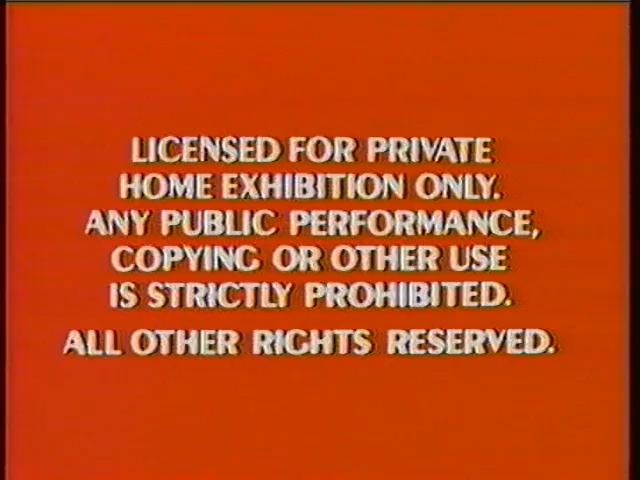 LICENSED FOR PRIVATE
HOME EXHIBITION ONLY.
ANY PUBLIC PERFORMANCE,
COPYING OR OTHER USE
IS STRICTLY PROHIBITED.
ALL OTHER RIGHTS RESERVED.